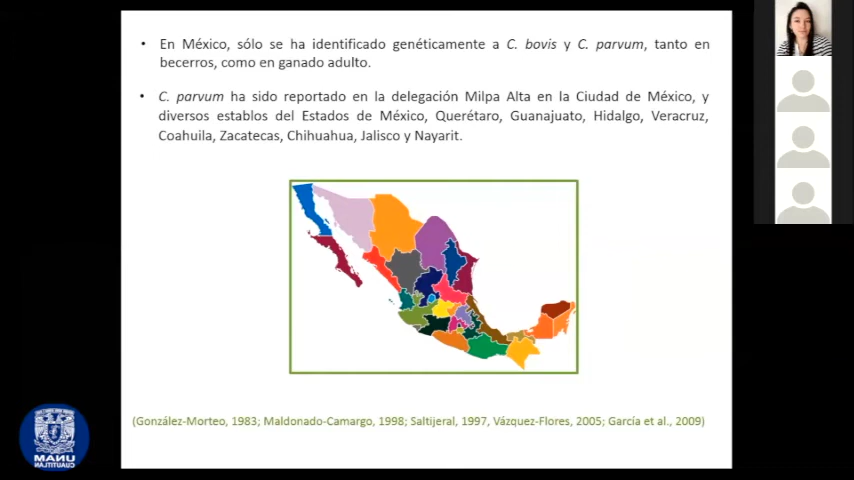 • En México, sólo se ha identificado genéticamente a C. bovis y C. parvum, tanto en
becerros, como en ganado adulto.
• C. parvum ha sido reportado en la delegación Milpa Alta en la Ciudad de México, y
diversos establos del Estados de México, Querétaro, Guanajuato, Hidalgo, Veracruz,
Coahuila, Zacatecas, Chihuahua, Jalisco y Nayarit.
(González-Morteo, 1983; Maldonado-Camargo, 1998; Saltijeral, 1997, Vázquez-Flores, 2005; García et al., 2009)
UNAM
CUAUTITLÁN